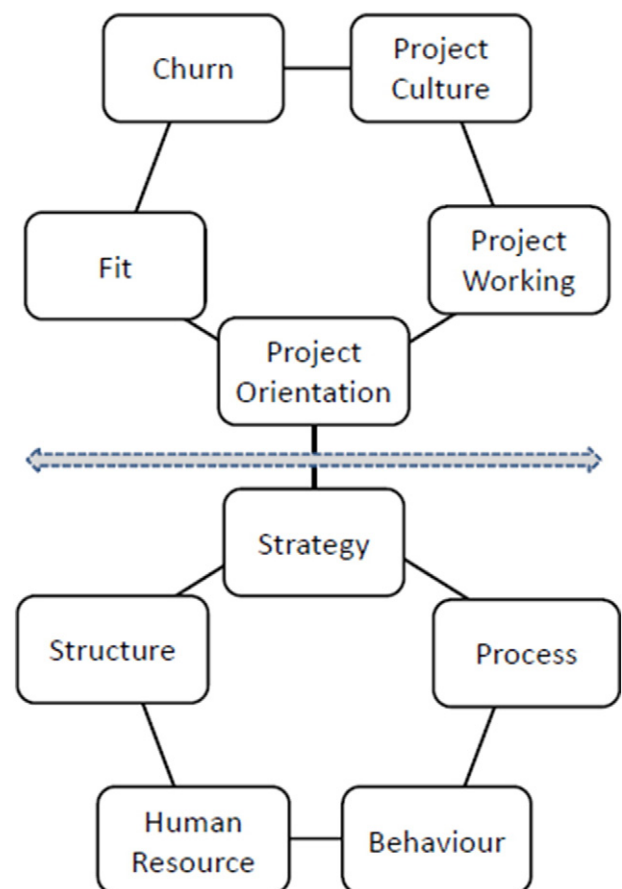 Churn
Project
Culture
Fit
Project
Working
Project
Orientation
Strategy
Structure
Process
Human
Resource
Behaviour